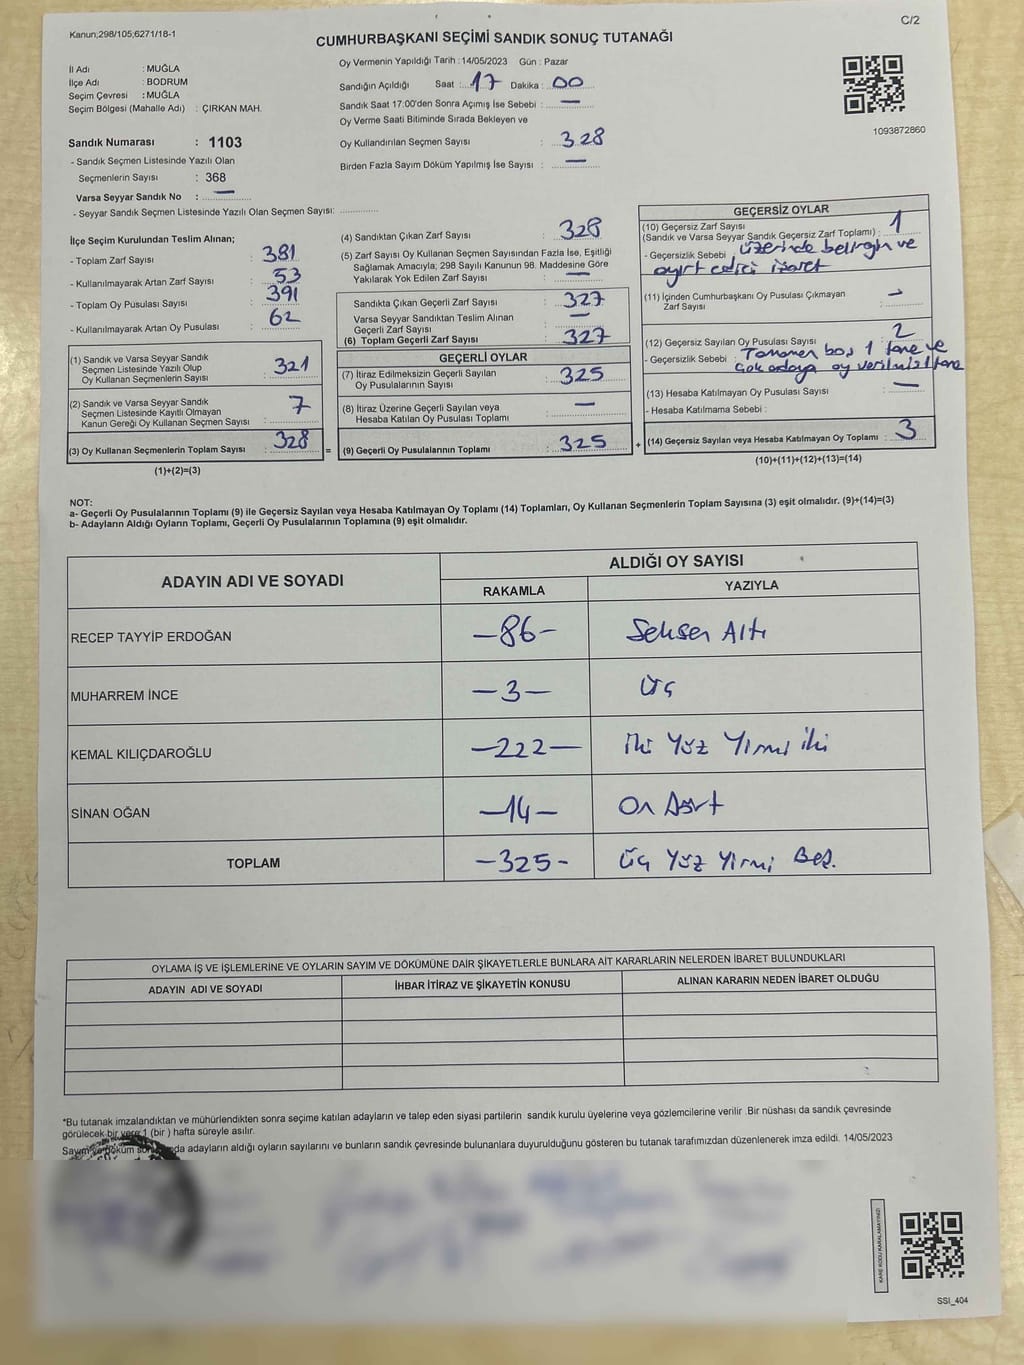 Kanun;298/105;6271/18-1
C/2
CUMHURBAŞKANI SEÇİMİ SANDIK SONUÇ TUTANAĞI
İl Adı : MUĞLA
İlçe Adı : BODRUM
Seçim Çevresi : MUĞLA
Seçim Bölgesi (Mahalle Adı) : ÇIRKAN MAH.
Sandık Numarası : 1103
- Sandık Seçmen Listesinde Yazılı Olan
Seçmenlerin Sayısı : 368
Varsa Seyyar Sandık No : —
- Seyyar Sandık Seçmen Listesinde Yazılı Olan Seçmen Sayısı:
Oy Vermenin Yapıldığı Tarih : 14/05/2023 Gün : Pazar
Sandığın Açıldığı Saat : 17 Dakika : 00
Sandık Saat 17:00'den Sonra Açımış İse Sebebi : —
Oy Verme Saati Bitiminde Sırada Bekleyen ve
Oy Kullandırılan Seçmen Sayısı : 328
Birden Fazla Sayım Döküm Yapılmış İse Sayısı : —
1093872860
İlçe Seçim Kurulundan Teslim Alınan;
- Toplam Zarf Sayısı : 381
- Kullanılmayarak Artan Zarf Sayısı : 53
- Toplam Oy Pusulası Sayısı : 391
- Kullanılmayarak Artan Oy Pusulası : 62
(1) Sandık ve Varsa Seyyar Sandık
Seçmen Listesinde Yazılı Olup
Oy Kullanan Seçmenlerin Sayısı : 321
(2) Sandık ve Varsa Seyyar Sandık
Seçmen Listesinde Kayıtlı Olmayan
Kanun Gereği Oy Kullanan Seçmen Sayısı : 7
(3) Oy Kullanan Seçmenlerin Toplam Sayısı : 328
(1)+(2)=(3)
(4) Sandıktan Çıkan Zarf Sayısı : 328
(5) Zarf Sayısı Oy Kullanan Seçmen Sayısından Fazla İse, Eşitliği
Sağlamak Amacıyla; 298 Sayılı Kanunun 98. Maddesine Göre
Yakılarak Yok Edilen Zarf Sayısı : —
Sandıkta Çıkan Geçerli Zarf Sayısı : 327
Varsa Seyyar Sandıktan Teslim Alınan
Geçerli Zarf Sayısı : —
(6) Toplam Geçerli Zarf Sayısı : 327
GEÇERLİ OYLAR
(7) İtiraz Edilmeksizin Geçerli Sayılan
Oy Pusulalarının Sayısı : 325
(8) İtiraz Üzerine Geçerli Sayılan veya
Hesaba Katılan Oy Pusulası Toplamı : —
= (9) Geçerli Oy Pusulalarının Toplamı : 325 +
GEÇERSİZ OYLAR
(10) Geçersiz Zarf Sayısı
(Sandık ve Varsa Seyyar Sandık Geçersiz Zarf Toplamı) : 1
- Geçersizlik Sebebi : üzerinde belirgin ve
ayırt edici işaret
(11) İçinden Cumhurbaşkanı Oy Pusulası Çıkmayan
Zarf Sayısı : —
(12) Geçersiz Sayılan Oy Pusulası Sayısı : 2
- Geçersizlik Sebebi : Tamamen boş 1 tane ve
çok adaya oy verilmiş 1 tane
(13) Hesaba Katılmayan Oy Pusulası Sayısı : —
- Hesaba Katılmama Sebebi :
(14) Geçersiz Sayılan veya Hesaba Katılmayan Oy Toplamı : 3
(10)+(11)+(12)+(13)=(14)
NOT:
a- Geçerli Oy Pusulalarının Toplamı (9) ile Geçersiz Sayılan veya Hesaba Katılmayan Oy Toplamı (14) Toplamları, Oy Kullanan Seçmenlerin Toplam Sayısına (3) eşit olmalıdır. (9)+(14)=(3)
b- Adayların Aldığı Oyların Toplamı, Geçerli Oy Pusulalarının Toplamına (9) eşit olmalıdır.
ADAYIN ADI VE SOYADI ALDIĞI OY SAYISI
RAKAMLA YAZIYLA
RECEP TAYYİP ERDOĞAN —86— Seksen Altı
MUHARREM İNCE —3— üç
KEMAL KILIÇDAROĞLU —222— iki Yüz Yirmi iki
SİNAN OĞAN —14— On Dört
TOPLAM —325— Üç Yüz Yirmi Beş.
OYLAMA İŞ VE İŞLEMLERİNE VE OYLARIN SAYIM VE DÖKÜMÜNE DAİR ŞİKAYETLERLE BUNLARA AİT KARARLARIN NELERDEN İBARET BULUNDUKLARI
ADAYIN ADI VE SOYADI İHBAR İTİRAZ VE ŞİKAYETİN KONUSU ALINAN KARARIN NEDEN İBARET OLDUĞU
*Bu tutanak imzalandıktan ve mühürlendikten sonra seçime katılan adayların ve talep eden siyasi partilerin sandık kurulu üyelerine veya gözlemcilerine verilir .Bir nüshası da sandık çevresinde
görülecek bir yere 1 (bir ) hafta süreyle asılır.
Sayım ve döküm sonunda adayların aldığı oyların sayılarını ve bunların sandık çevresinde bulunanlara duyurulduğunu gösteren bu tutanak tarafımızdan düzenlenerek imza edildi. 14/05/2023
KARE KODU KARALAMAYINIZ!
SSİ_404